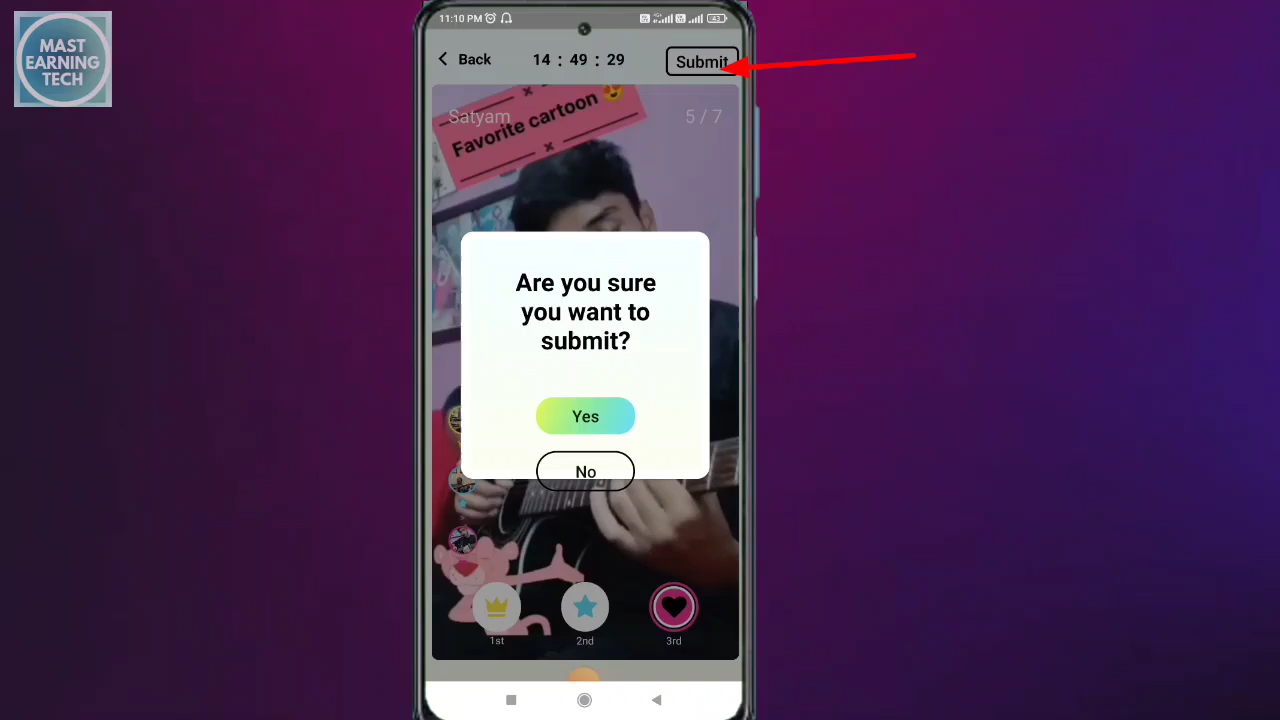 MAST
EARNING
TECH
11:10 PM
43
Back
14 : 49 : 29
Submit
Satyam
5 / 7
Favorite cartoon 😍
Are you sure
you want to
submit?
Yes
No
1st
2nd
3rd